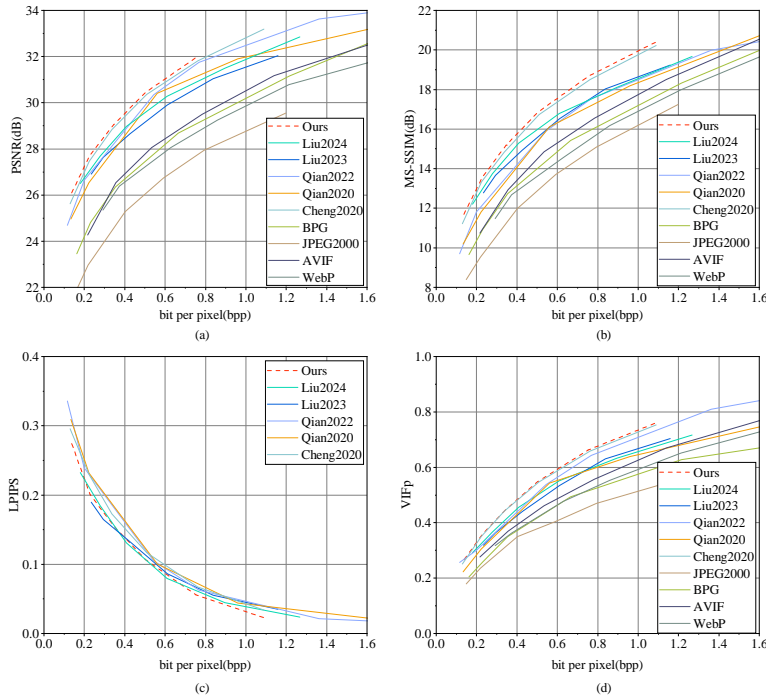 34
32
30
28
26
24
22
PSNR(dB)
0.0 0.2 0.4 0.6 0.8 1.0 1.2 1.4 1.6
bit per pixel(bpp)
Ours
Liu2024
Liu2023
Qian2022
Qian2020
Cheng2020
BPG
JPEG2000
AVIF
WebP
(a)
22
20
18
16
14
12
10
8
MS-SSIM(dB)
0.0 0.2 0.4 0.6 0.8 1.0 1.2 1.4 1.6
bit per pixel(bpp)
Ours
Liu2024
Liu2023
Qian2022
Qian2020
Cheng2020
BPG
JPEG2000
AVIF
WebP
(b)
0.4
0.3
0.2
0.1
0.0
LPIPS
0.0 0.2 0.4 0.6 0.8 1.0 1.2 1.4 1.6
bit per pixel(bpp)
Ours
Liu2024
Liu2023
Qian2022
Qian2020
Cheng2020
(c)
1.0
0.8
0.6
0.4
0.2
0.0
VIFp
0.0 0.2 0.4 0.6 0.8 1.0 1.2 1.4 1.6
bit per pixel(bpp)
Ours
Liu2024
Liu2023
Qian2022
Qian2020
Cheng2020
JPEG2000
BPG
AVIF
WebP
(d)